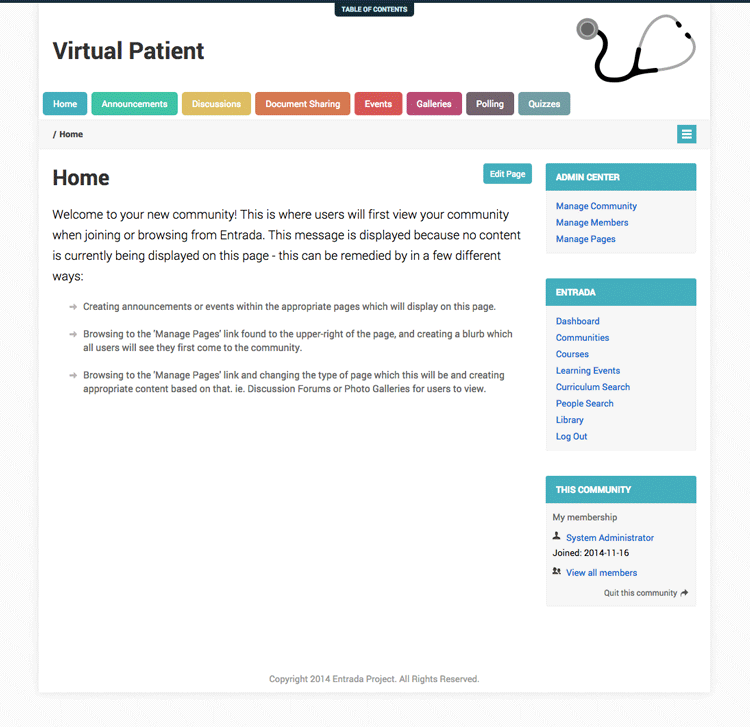 TABLE OF CONTENTS
Virtual Patient
Home Announcements Discussions Document Sharing Events Galleries Polling Quizzes
/ Home
Home
Edit Page
Welcome to your new community! This is where users will first view your community
when joining or browsing from Entrada. This message is displayed because no content
is currently being displayed on this page - this can be remedied by in a few different
ways:
Creating announcements or events within the appropriate pages which will display on this page.
Browsing to the 'Manage Pages' link found to the upper-right of the page, and creating a blurb which
all users will see they first come to the community.
Browsing to the 'Manage Pages' link and changing the type of page which this will be and creating
appropriate content based on that. ie. Discussion Forums or Photo Galleries for users to view.
ADMIN CENTER
Manage Community
Manage Members
Manage Pages
ENTRADA
Dashboard
Communities
Courses
Learning Events
Curriculum Search
People Search
Library
Log Out
THIS COMMUNITY
My membership
System Administrator
Joined: 2014-11-16
View all members
Quit this community
Copyright 2014 Entrada Project. All Rights Reserved.